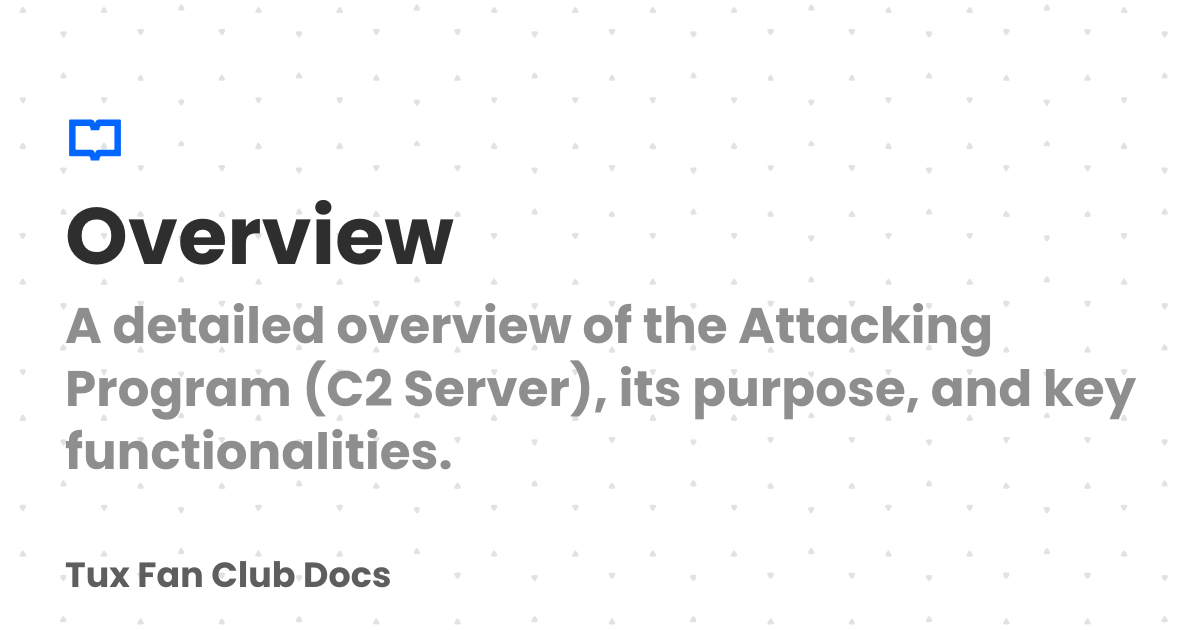 Overview
A detailed overview of the Attacking
Program (C2 Server), its purpose, and key
functionalities.
Tux Fan Club Docs